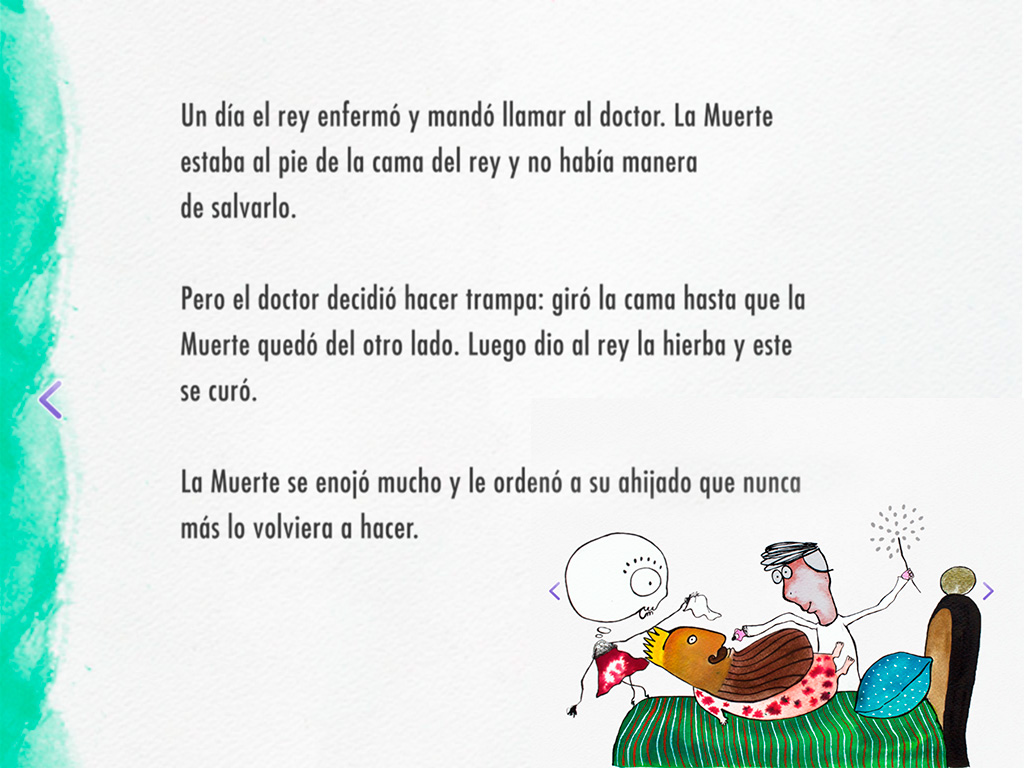 Un día el rey enfermó y mandó llamar al doctor. La Muerte
estaba al pie de la cama del rey y no había manera
de salvarlo.
Pero el doctor decidió hacer trampa: giró la cama hasta que la
Muerte quedó del otro lado. Luego dio al rey la hierba y este
se curó.
La Muerte se enojó mucho y le ordenó a su ahijado que nunca
más lo volviera a hacer.